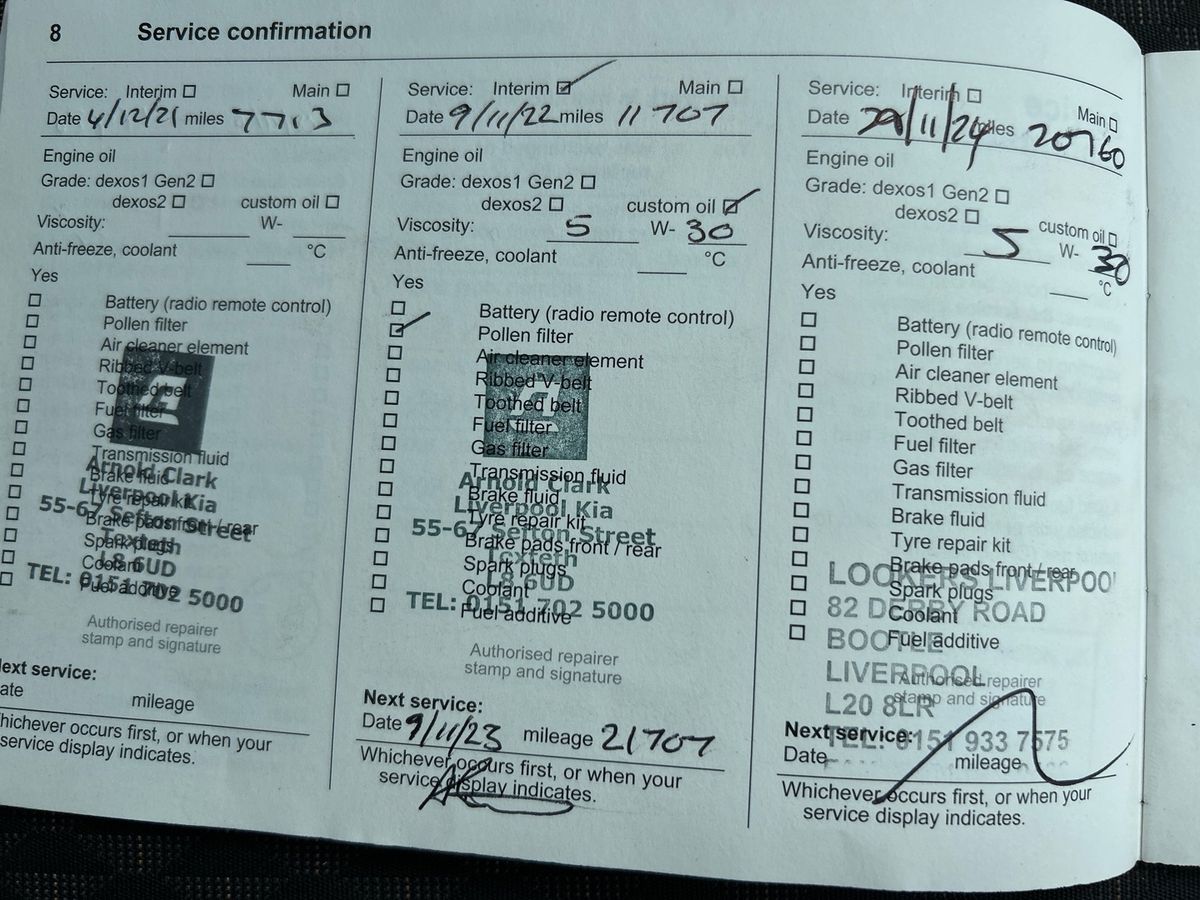 8 Service confirmation
Service: Interim ☐ Main ☐
Date 4/12/21 miles 7713
Engine oil
Grade: dexos1 Gen2 ☐
dexos2 ☐ custom oil ☐
Viscosity: ____ W- ____
Anti-freeze, coolant ____ °C
Yes
☐ Battery (radio remote control)
☐ Pollen filter
☐ Air cleaner element
☐ Ribbed V-belt
☐ Toothed belt
☐ Fuel filter
☐ Gas filter
☐ Transmission fluid
☐ Brake fluid
☐ Tyre repair kit
☐ Brake pads front / rear
☐ Spark plugs
☐ Coolant
☐ Fuel additive
Arnold Clark
Liverpool Kia
55-67 Sefton Street
Toxteth
L8 6UD
TEL: 0151 702 5000
Authorised repairer
stamp and signature
Next service:
ate mileage
hichever occurs first, or when your
service display indicates.
Service: Interim ☑ Main ☐
Date 9/11/22 miles 11707
Engine oil
Grade: dexos1 Gen2 ☐
dexos2 ☐ custom oil ☑
Viscosity: 5 W- 30
Anti-freeze, coolant ____ °C
Yes
☐ Battery (radio remote control)
☑ Pollen filter
☐ Air cleaner element
☐ Ribbed V-belt
☐ Toothed belt
☐ Fuel filter
☐ Gas filter
☐ Transmission fluid
☐ Brake fluid
☐ Tyre repair kit
☐ Brake pads front / rear
☐ Spark plugs
☐ Coolant
☐ Fuel additive
Arnold Clark
Liverpool Kia
55-67 Sefton Street
Toxteth
L8 6UD
TEL: 0151 702 5000
Authorised repairer
stamp and signature
Next service:
Date 9/11/23 mileage 21707
Whichever occurs first, or when your
service display indicates.
Service: Interim ☐ Main ☐
Date /11/24 miles 20760
Engine oil
Grade: dexos1 Gen2 ☐
dexos2 ☐ custom oil ☐
Viscosity: 5 W- 30
Anti-freeze, coolant ____ °C
Yes
☐ Battery (radio remote control)
☐ Pollen filter
☐ Air cleaner element
☐ Ribbed V-belt
☐ Toothed belt
☐ Fuel filter
☐ Gas filter
☐ Transmission fluid
☐ Brake fluid
☐ Tyre repair kit
☐ Brake pads front / rear
☐ Spark plugs
☐ Coolant
☐ Fuel additive
LOOKERS LIVERPOO
82 DERBY ROAD
BOOTLE
LIVERPOOL
L20 8LR
TEL: 0151 933 7575
Authorised repairer
stamp and signature
Next service:
Date mileage
Whichever occurs first, or when your
service display indicates.